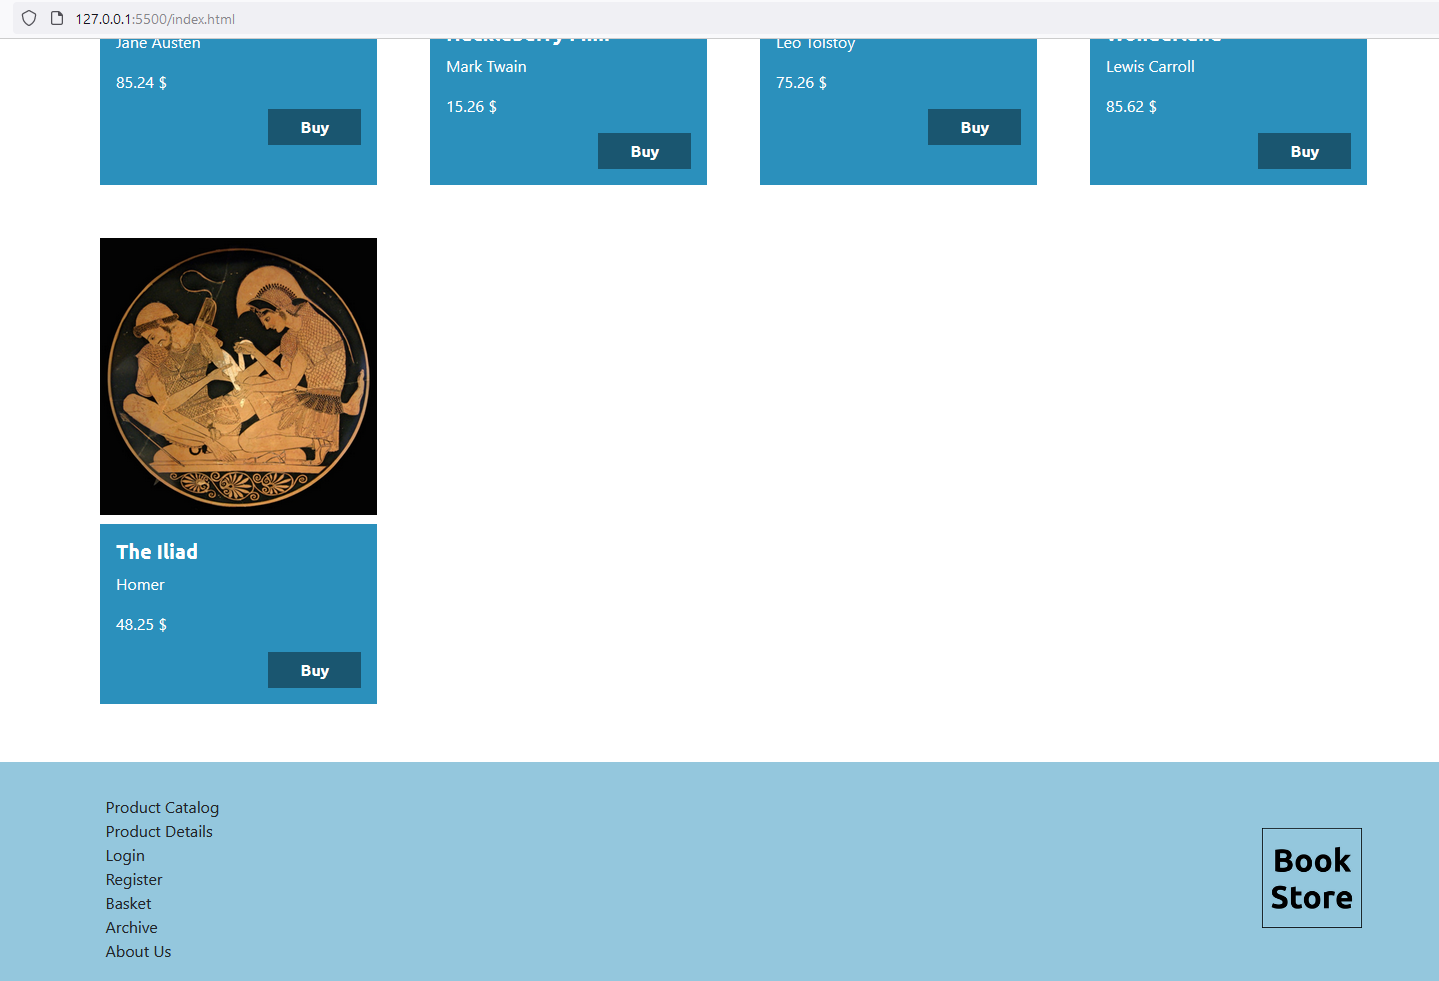 127.0.0.1:5500/index.html
Jane Austen
85.24 $
Buy
Mark Twain
15.26 $
Buy
Leo Tolstoy
75.26 $
Buy
Lewis Carroll
85.62 $
Buy
The Iliad
Homer
48.25 $
Buy
Product Catalog
Product Details
Login
Register
Basket
Archive
About Us
Book
Store